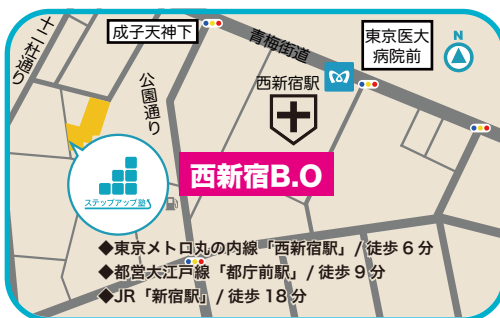 十二社通り
成子天神下
青梅街道
東京医大
病院前
N
公園通り
西新宿駅
西新宿B.O
ステップアップ塾
◆東京メトロ丸の内線「西新宿駅」/ 徒歩 6 分
◆都営大江戸線「都庁前駅」/ 徒歩 9 分
◆JR「新宿駅」/ 徒歩 18 分